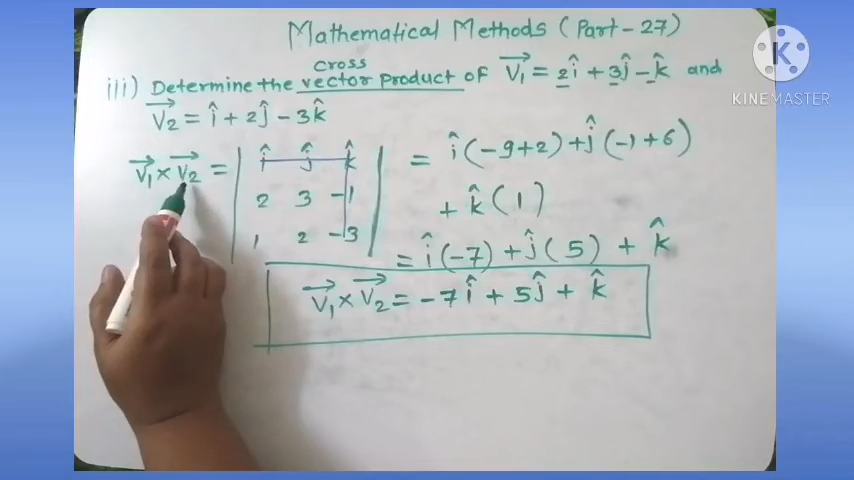 Mathematical Methods (Part-27)
iii) Determine the vector product of V₁ = 2î + 3ĵ - k̂ and
cross
V₂ = î + 2ĵ - 3k̂
V₁ × V₂ = | î ĵ k̂ | = î(-9+2) + ĵ(-1+6)
2 3 -1
+ k̂(1)
1 2 -3
= î(-7) + ĵ(5) + k̂
V₁ × V₂ = -7î + 5ĵ + k̂
K
KINEMASTER